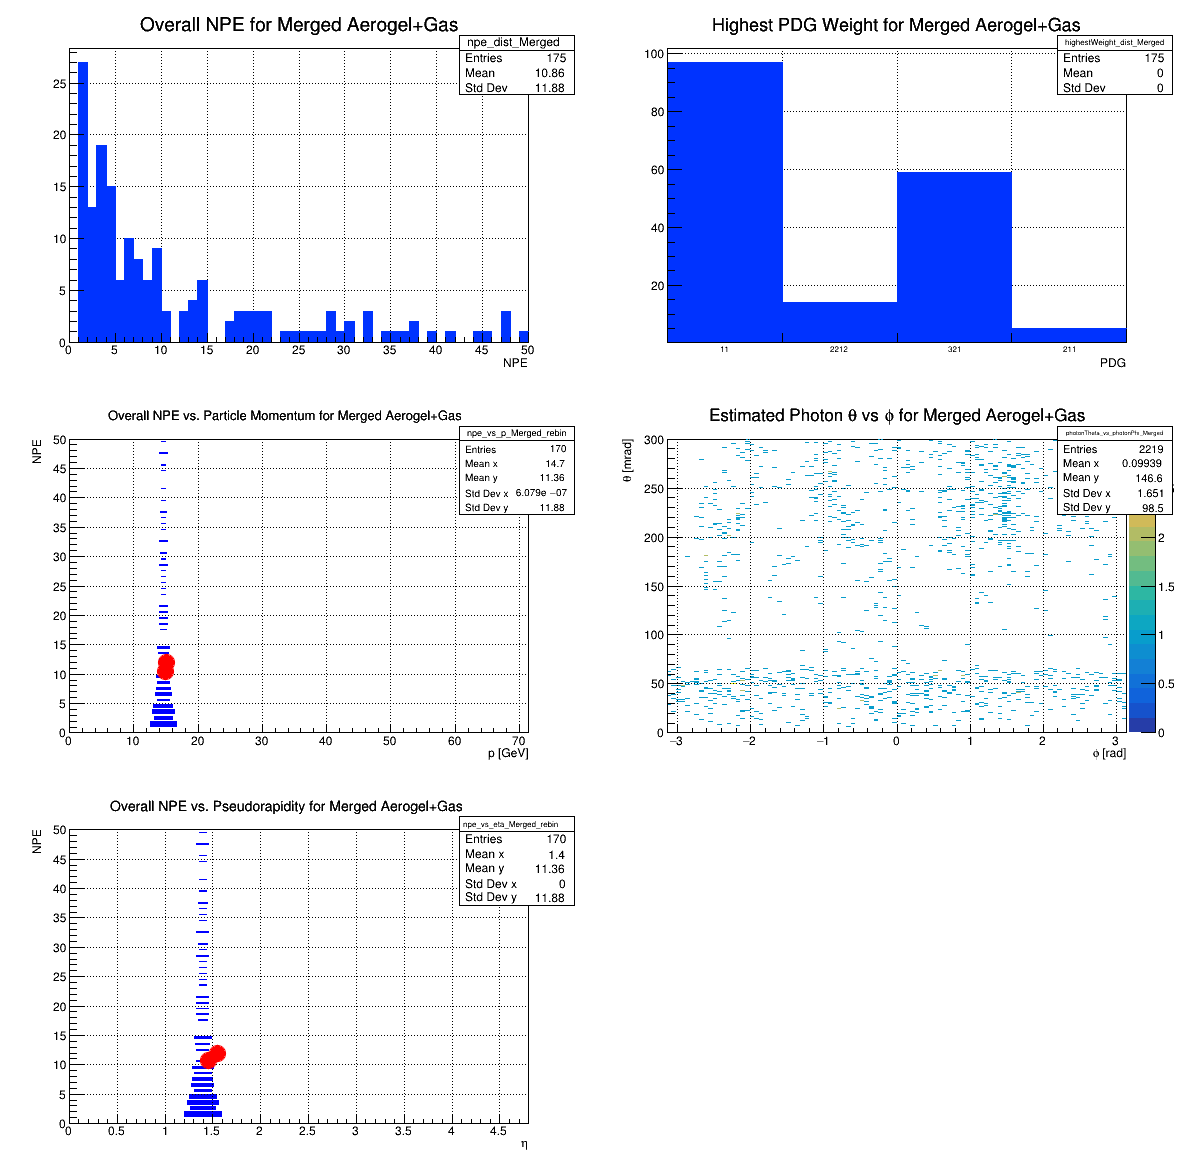 Overall NPE for Merged Aerogel+Gas
npe_dist_Merged
Entries 175
Mean 10.86
Std Dev 11.88
25
20
15
10
5
0
0 5 10 15 20 25 30 35 40 45 50
NPE
Highest PDG Weight for Merged Aerogel+Gas
highestWeight_dist_Merged
Entries 175
Mean 0
Std Dev 0
100
80
60
40
20
11 2212 321 211
PDG
Overall NPE vs. Particle Momentum for Merged Aerogel+Gas
npe_vs_p_Merged_rebin
Entries 170
Mean x 14.7
Mean y 11.36
Std Dev x 6.079e −07
Std Dev y 11.88
NPE
50
45
40
35
30
25
20
15
10
5
0
0 10 20 30 40 50 60 70
p [GeV]
Estimated Photon θ vs ϕ for Merged Aerogel+Gas
photonTheta_vs_photonPhi_Merged
Entries 2219
Mean x 0.09939
Mean y 146.6
Std Dev x 1.651
Std Dev y 98.5
θ [mrad]
300
250
200
150
100
50
0
−3 −2 −1 0 1 2 3
ϕ [rad]
2
1.5
1
0.5
0
Overall NPE vs. Pseudorapidity for Merged Aerogel+Gas
npe_vs_eta_Merged_rebin
Entries 170
Mean x 1.4
Mean y 11.36
Std Dev x 0
Std Dev y 11.88
NPE
50
45
40
35
30
25
20
15
10
5
0
0 0.5 1 1.5 2 2.5 3 3.5 4 4.5
η